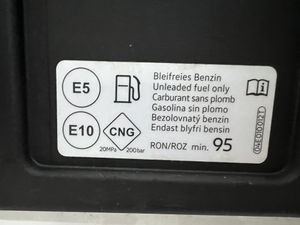 E5
E10
CNG
20MPa 200bar
Bleifreies Benzin
Unleaded fuel only
Carburant sans plomb
Gasolina sin plomo
Bezolovnatý benzin
Endast blyfri bensin
RON/ROZ min. 95